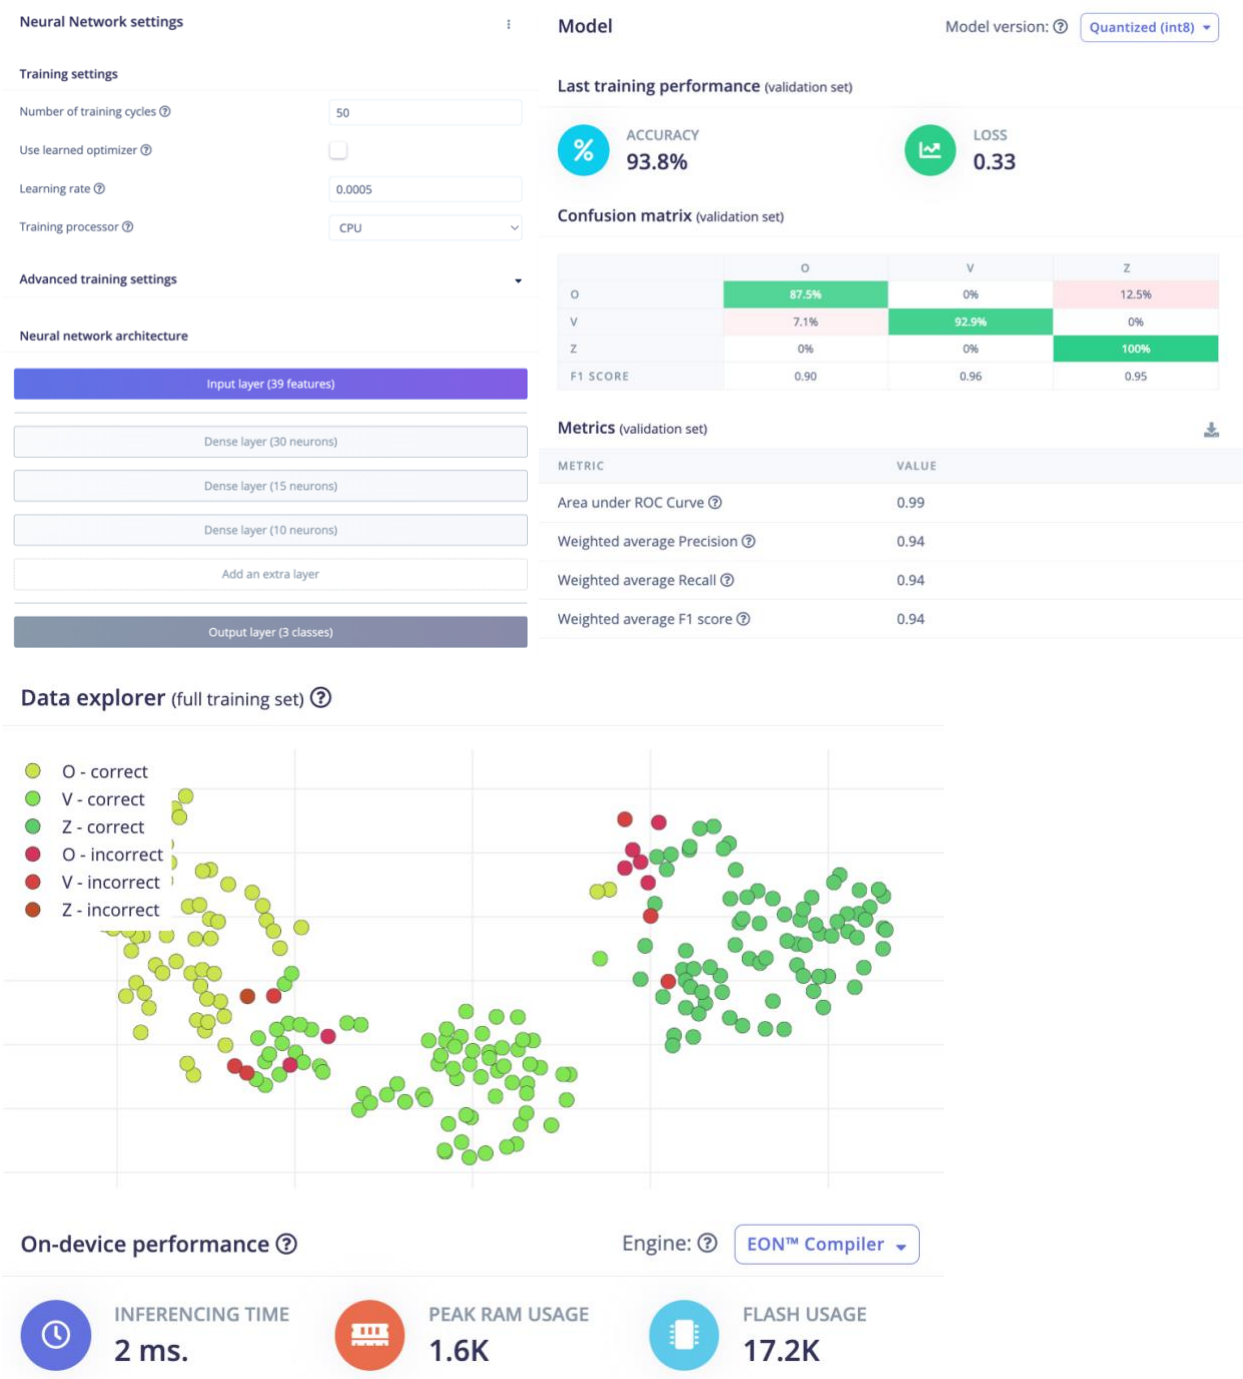 Neural Network settings
Training settings
Number of training cycles ?
50
Use learned optimizer ?
Learning rate ?
0.0005
Training processor ?
CPU
Advanced training settings
Neural network architecture
Input layer (39 features)
Dense layer (30 neurons)
Dense layer (15 neurons)
Dense layer (10 neurons)
Add an extra layer
Output layer (3 classes)
Model
Model version: ? Quantized (int8)
Last training performance (validation set)
%
ACCURACY
93.8%
LOSS
0.33
Confusion matrix (validation set)
O V Z
O 87.5% 0% 12.5%
V 7.1% 92.9% 0%
Z 0% 0% 100%
F1 SCORE 0.90 0.96 0.95
Metrics (validation set)
METRIC VALUE
Area under ROC Curve ? 0.99
Weighted average Precision ? 0.94
Weighted average Recall ? 0.94
Weighted average F1 score ? 0.94
Data explorer (full training set) ?
O - correct
V - correct
Z - correct
O - incorrect
V - incorrect
Z - incorrect
On-device performance ?
Engine: ? EON™ Compiler
INFERENCING TIME
2 ms.
PEAK RAM USAGE
1.6K
FLASH USAGE
17.2K